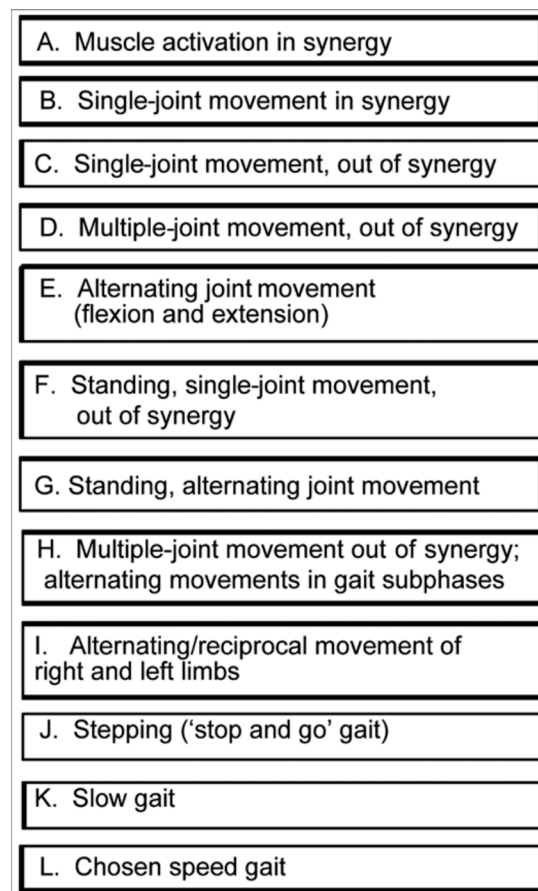 A. Muscle activation in synergy
B. Single-joint movement in synergy
C. Single-joint movement, out of synergy
D. Multiple-joint movement, out of synergy
E. Alternating joint movement
(flexion and extension)
F. Standing, single-joint movement,
out of synergy
G. Standing, alternating joint movement
H. Multiple-joint movement out of synergy;
alternating movements in gait subphases
I. Alternating/reciprocal movement of
right and left limbs
J. Stepping (‘stop and go’ gait)
K. Slow gait
L. Chosen speed gait